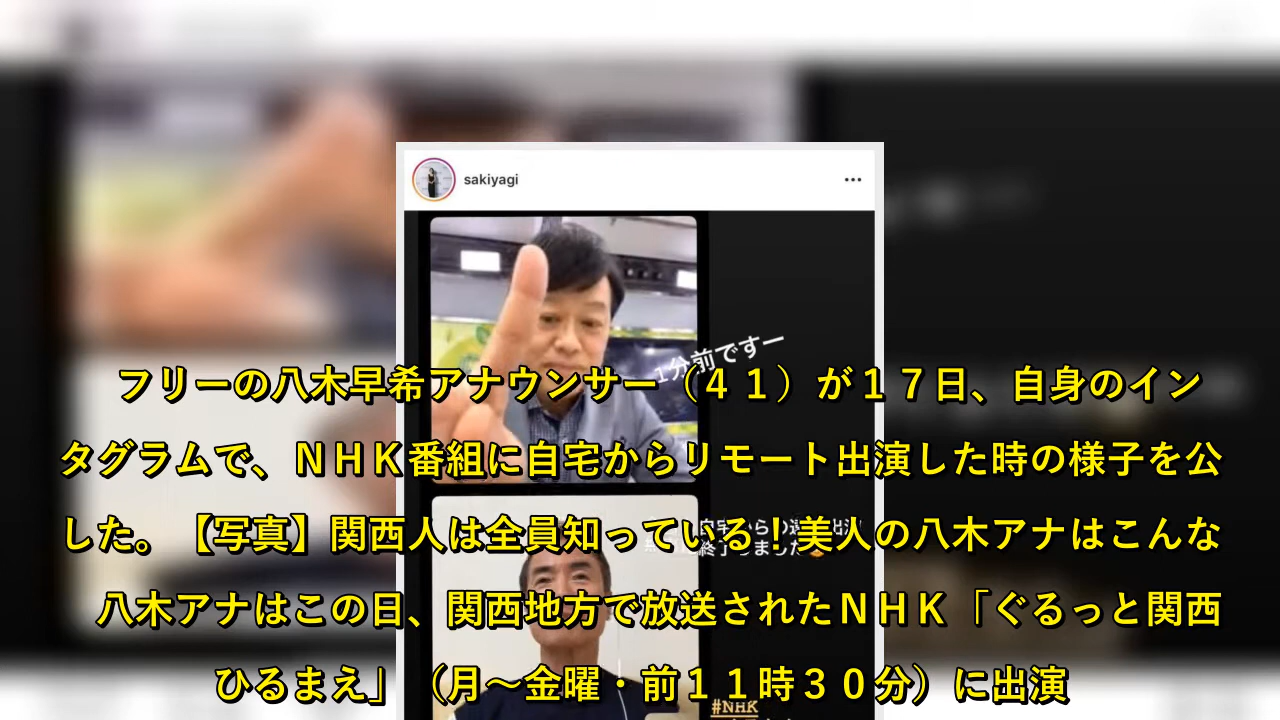 sakiyagi
1分前ですー
フリーの八木早希アナウンサー（４１）が１７日、自身のイン
タグラムで、ＮＨＫ番組に自宅からリモート出演した時の様子を公
した。【写真】関西人は全員知っている！美人の八木アナはこんな
八木アナはこの日、関西地方で放送されたＮＨＫ「ぐるっと関西
ひるまえ」（月～金曜・前１１時３０分）に出演
#NHK